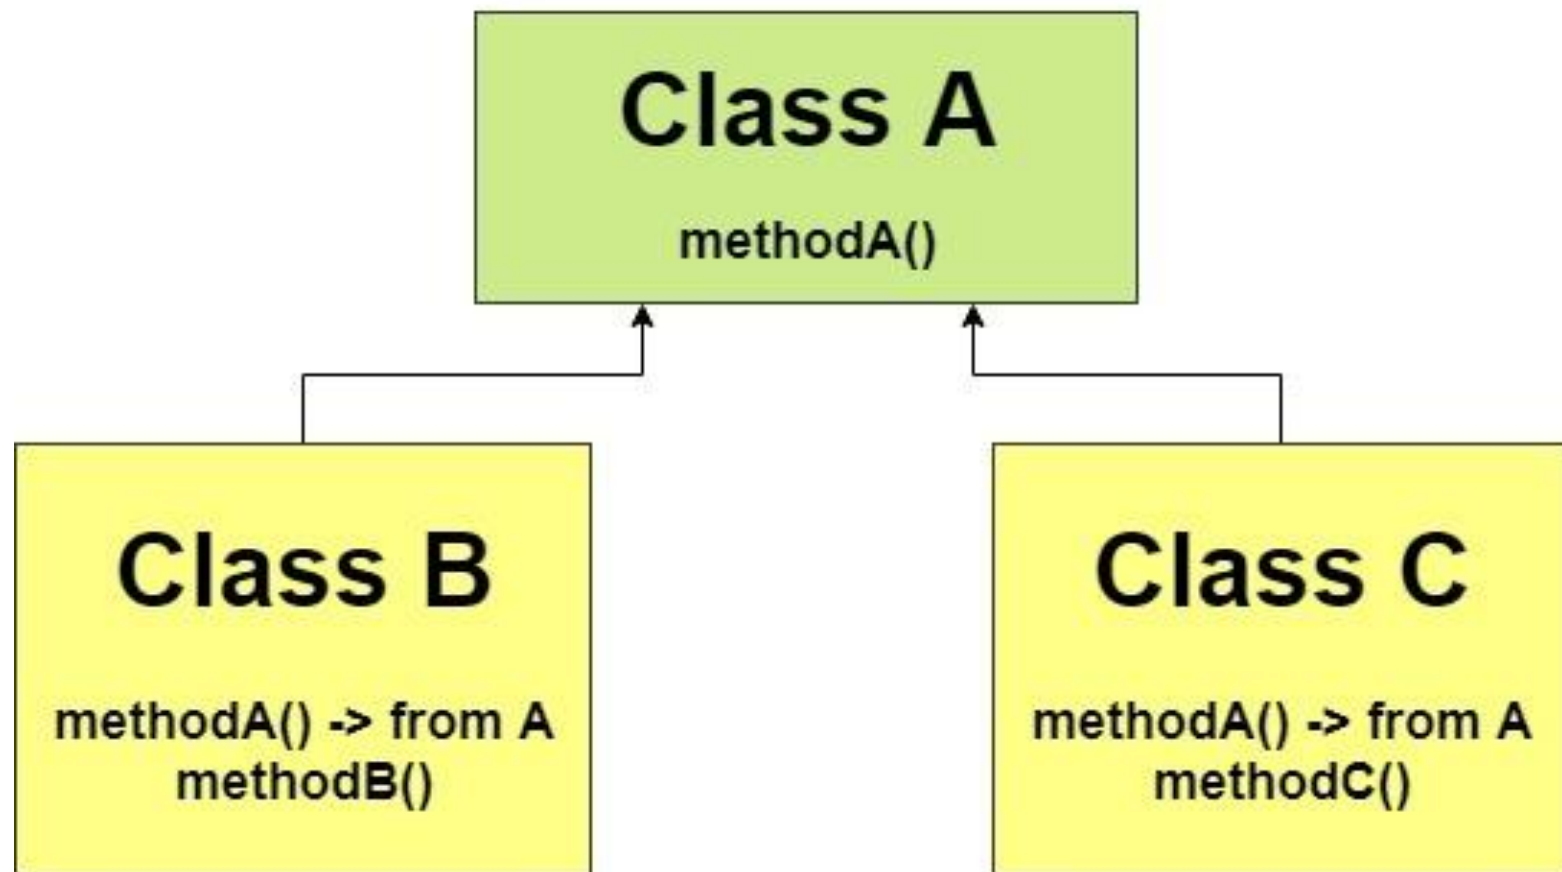 Class A
methodA()
Class B
methodA() -> from A
methodB()
Class C
methodA() -> from A
methodC()